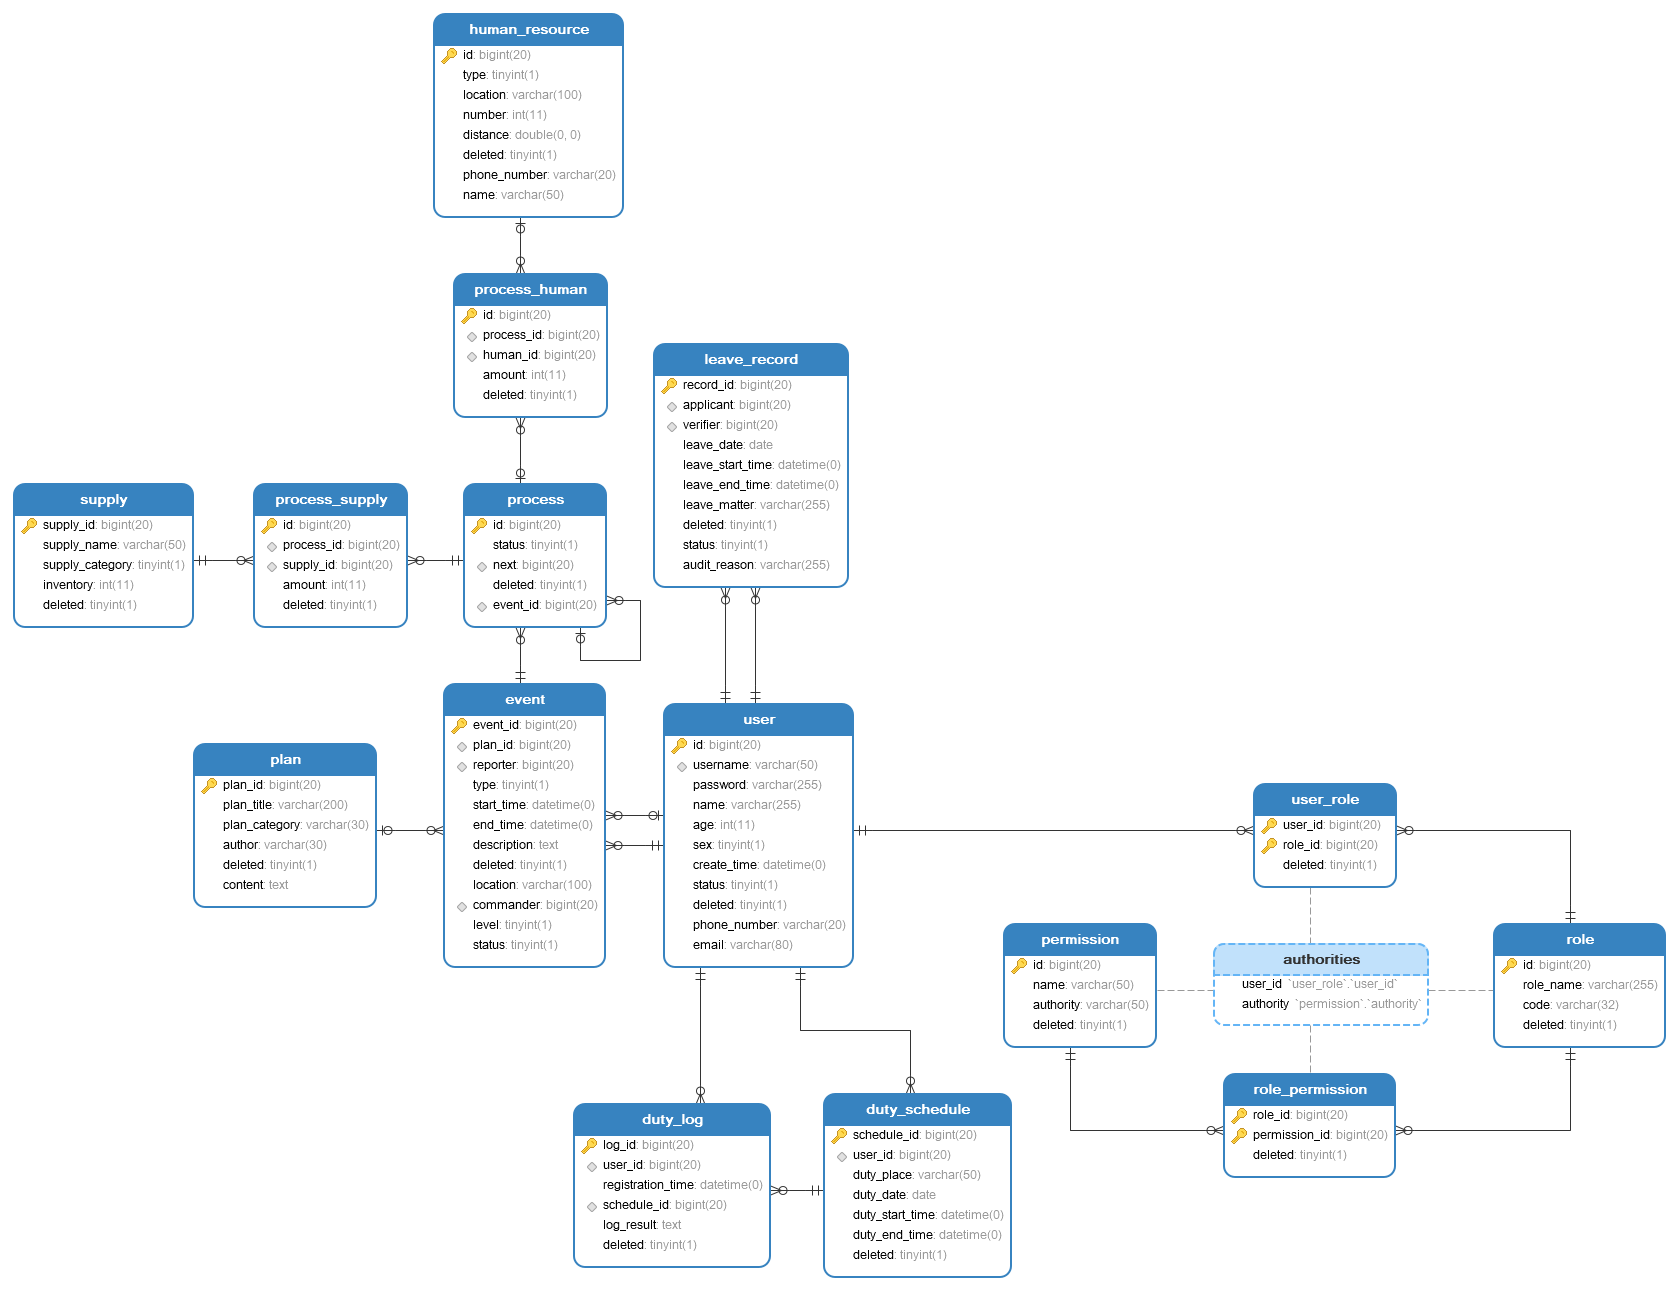 human_resource
id: bigint(20)
type: tinyint(1)
location: varchar(100)
number: int(11)
distance: double(0, 0)
deleted: tinyint(1)
phone_number: varchar(20)
name: varchar(50)
process_human
id: bigint(20)
process_id: bigint(20)
human_id: bigint(20)
amount: int(11)
deleted: tinyint(1)
leave_record
record_id: bigint(20)
applicant: bigint(20)
verifier: bigint(20)
leave_date: date
leave_start_time: datetime(0)
leave_end_time: datetime(0)
leave_matter: varchar(255)
deleted: tinyint(1)
status: tinyint(1)
audit_reason: varchar(255)
supply
supply_id: bigint(20)
supply_name: varchar(50)
supply_category: tinyint(1)
inventory: int(11)
deleted: tinyint(1)
process_supply
id: bigint(20)
process_id: bigint(20)
supply_id: bigint(20)
amount: int(11)
deleted: tinyint(1)
process
id: bigint(20)
status: tinyint(1)
next: bigint(20)
deleted: tinyint(1)
event_id: bigint(20)
event
event_id: bigint(20)
plan_id: bigint(20)
reporter: bigint(20)
type: tinyint(1)
start_time: datetime(0)
end_time: datetime(0)
description: text
deleted: tinyint(1)
location: varchar(100)
commander: bigint(20)
level: tinyint(1)
status: tinyint(1)
user
id: bigint(20)
username: varchar(50)
password: varchar(255)
name: varchar(255)
age: int(11)
sex: tinyint(1)
create_time: datetime(0)
status: tinyint(1)
deleted: tinyint(1)
phone_number: varchar(20)
email: varchar(80)
plan
plan_id: bigint(20)
plan_title: varchar(200)
plan_category: varchar(30)
author: varchar(30)
deleted: tinyint(1)
content: text
user_role
user_id: bigint(20)
role_id: bigint(20)
deleted: tinyint(1)
permission
id: bigint(20)
name: varchar(50)
authority: varchar(50)
deleted: tinyint(1)
authorities
user_id `user_role`.`user_id`
authority `permission`.`authority`
role
id: bigint(20)
role_name: varchar(255)
code: varchar(32)
deleted: tinyint(1)
role_permission
role_id: bigint(20)
permission_id: bigint(20)
deleted: tinyint(1)
duty_log
log_id: bigint(20)
user_id: bigint(20)
registration_time: datetime(0)
schedule_id: bigint(20)
log_result: text
deleted: tinyint(1)
duty_schedule
schedule_id: bigint(20)
user_id: bigint(20)
duty_place: varchar(50)
duty_date: date
duty_start_time: datetime(0)
duty_end_time: datetime(0)
deleted: tinyint(1)